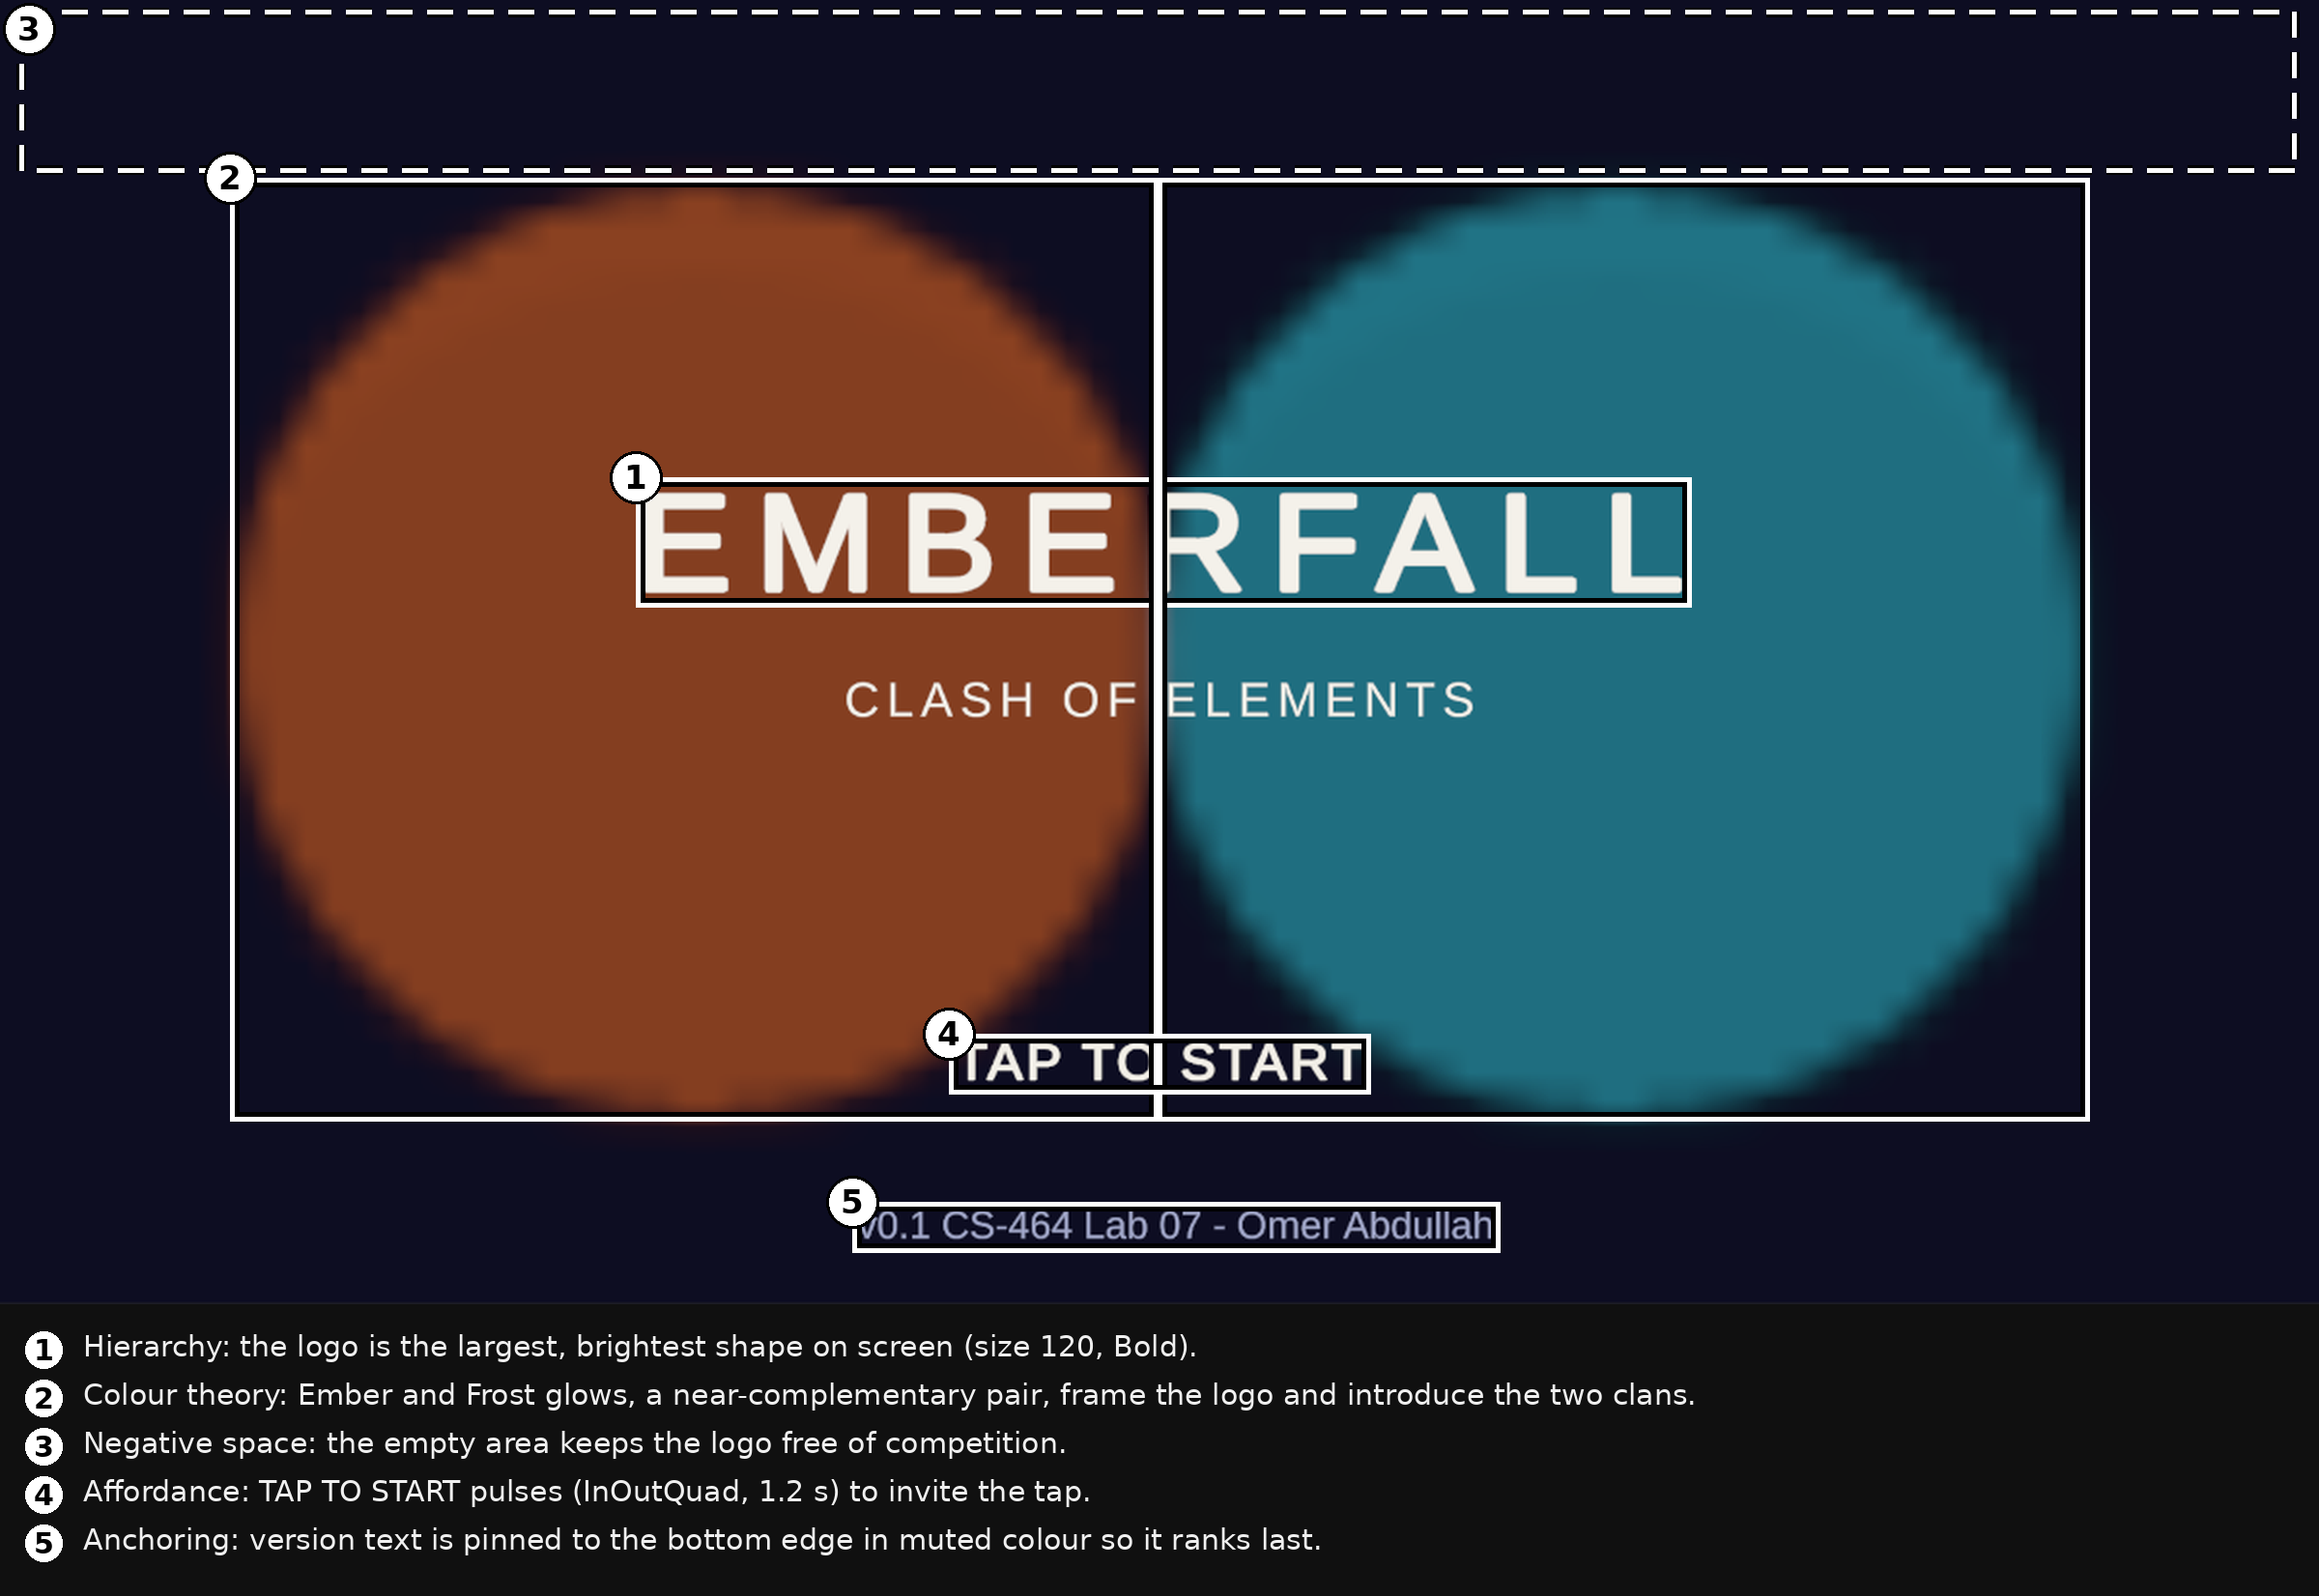 3
2
1
EMBERFALL
CLASH OF ELEMENTS
4
TAP TO START
5
v0.1 CS-464 Lab 07 - Omer Abdullah
1 Hierarchy: the logo is the largest, brightest shape on screen (size 120, Bold).
2 Colour theory: Ember and Frost glows, a near-complementary pair, frame the logo and introduce the two clans.
3 Negative space: the empty area keeps the logo free of competition.
4 Affordance: TAP TO START pulses (InOutQuad, 1.2 s) to invite the tap.
5 Anchoring: version text is pinned to the bottom edge in muted colour so it ranks last.